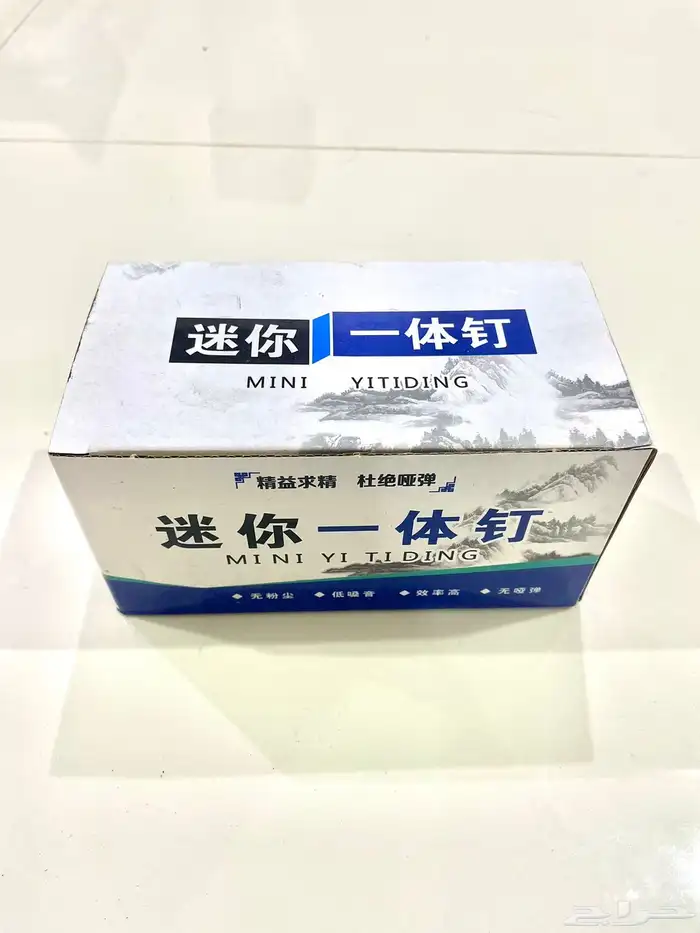 迷你 一体钉
MINI YITIDING
精益求精 杜绝哑弹
迷你一体钉
MINI YI TIDING
◆ 无粉尘 ◆ 低噪音 ◆ 效率高 ◆ 无哑弹
حراج